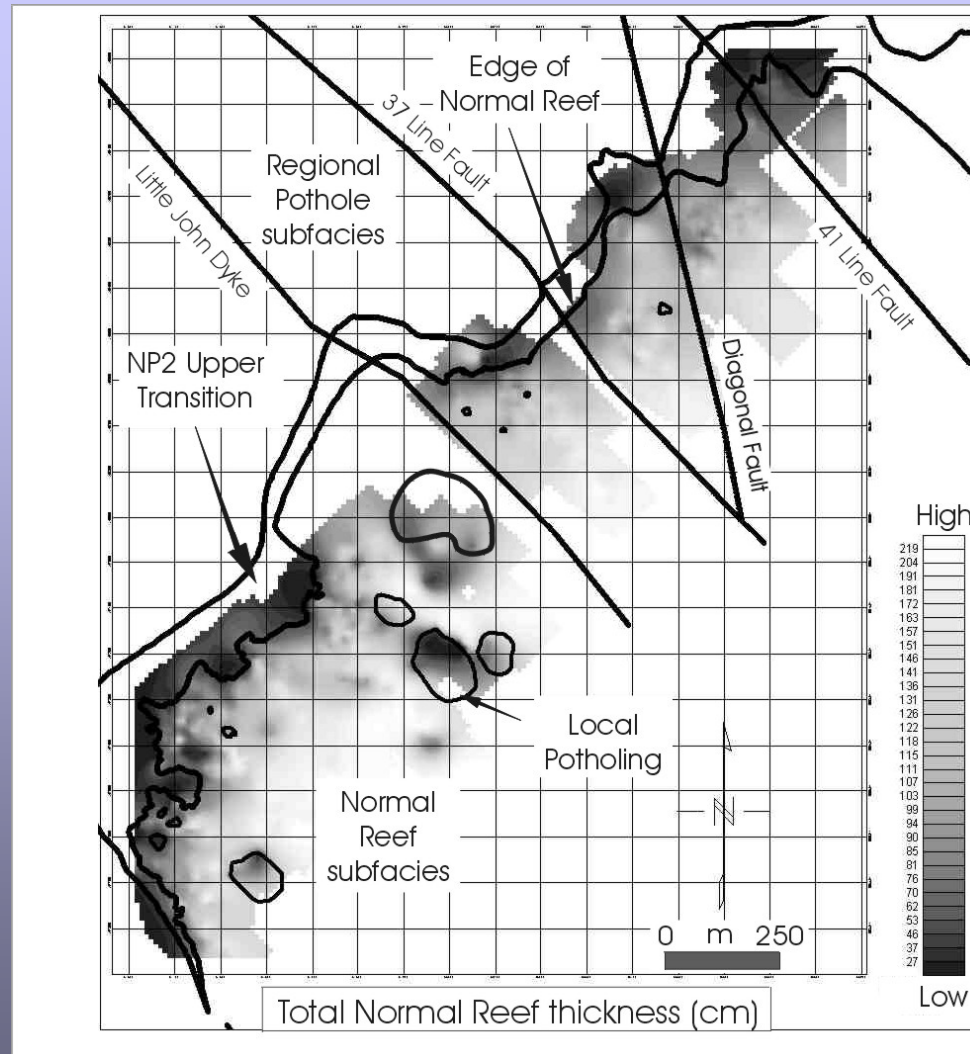 Edge of
Normal Reef
37 Line Fault
Regional
Pothole
subfacies
Little John Dyke
41 Line Fault
NP2 Upper
Transition
Diagonal Fault
High
219
204
191
181
172
163
157
151
146
141
136
131
126
122
118
115
111
107
103
99
94
90
85
81
76
70
62
53
46
37
27
Low
Local
Potholing
Normal
Reef
subfacies
N
0 m 250
Total Normal Reef thickness (cm)